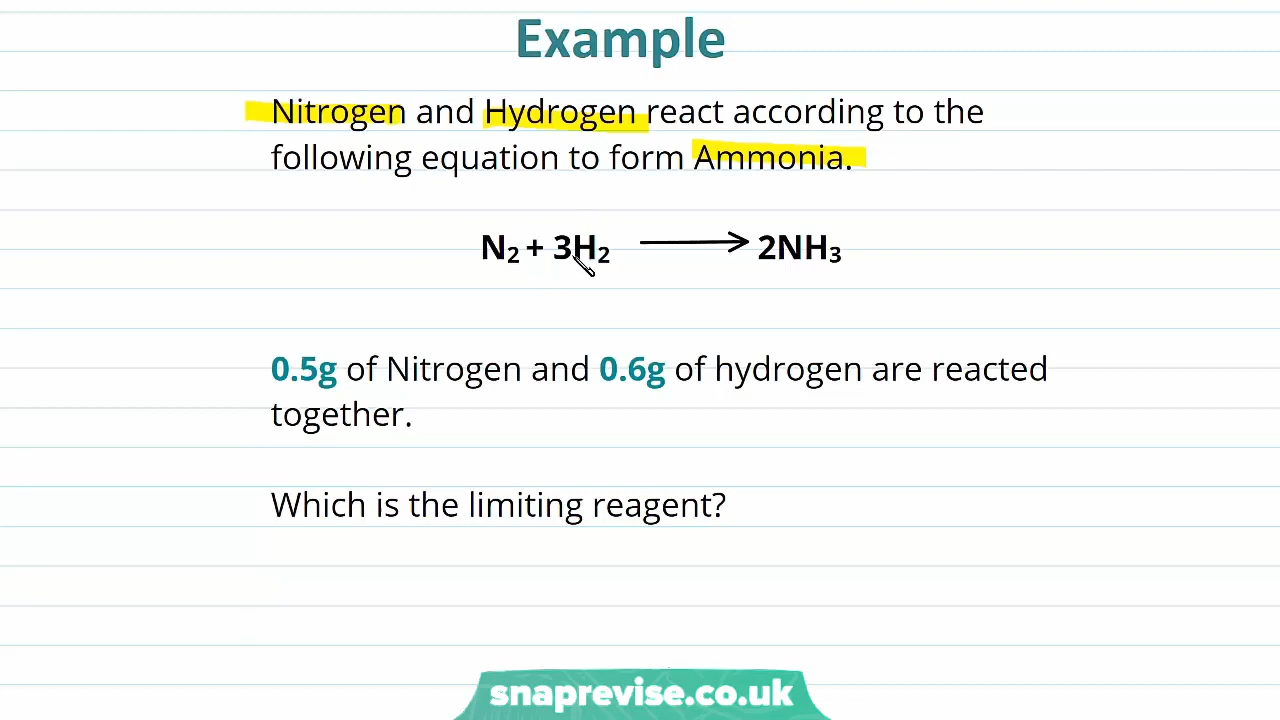 Example
Nitrogen and Hydrogen react according to the
following equation to form Ammonia.
N₂ + 3H₂ ⟶ 2NH₃
0.5g of Nitrogen and 0.6g of hydrogen are reacted
together.
Which is the limiting reagent?
snaprevise.co.uk